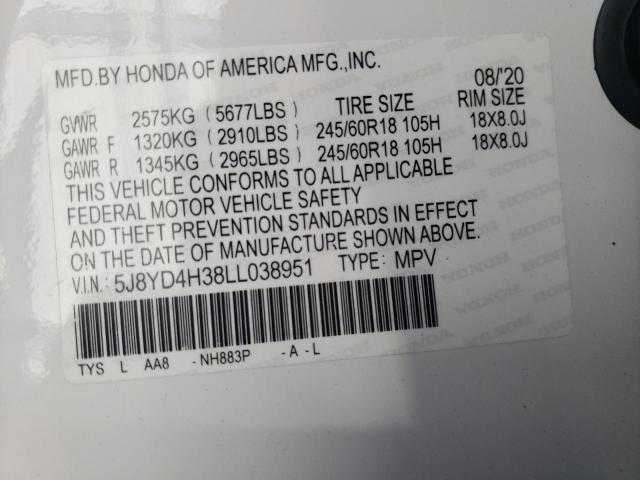 MFD.BY HONDA OF AMERICA MFG.,INC. 08/'20
GVWR 2575KG (5677LBS) TIRE SIZE RIM SIZE
GAWR F 1320KG (2910LBS) 245/60R18 105H 18X8.0J
GAWR R 1345KG (2965LBS) 245/60R18 105H 18X8.0J
THIS VEHICLE CONFORMS TO ALL APPLICABLE
FEDERAL MOTOR VEHICLE SAFETY
AND THEFT PREVENTION STANDARDS IN EFFECT
ON THE DATE OF MANUFACTURE SHOWN ABOVE.
V.I.N.: 5J8YD4H38LL038951 TYPE: MPV
TYS L AA8 -NH883P -A-L